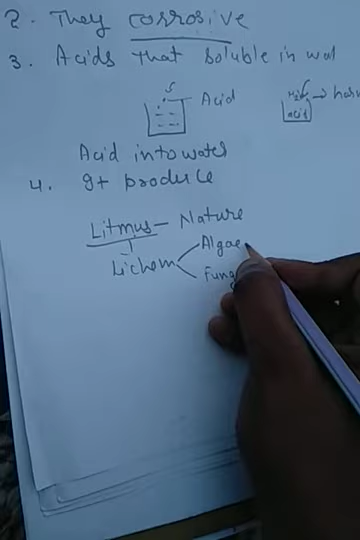 2. They corrosive
3. Acids that soluble in wat
Acid
Acid into water
4. It produce
Litmus - Nature
Lichem
Algae
Fung